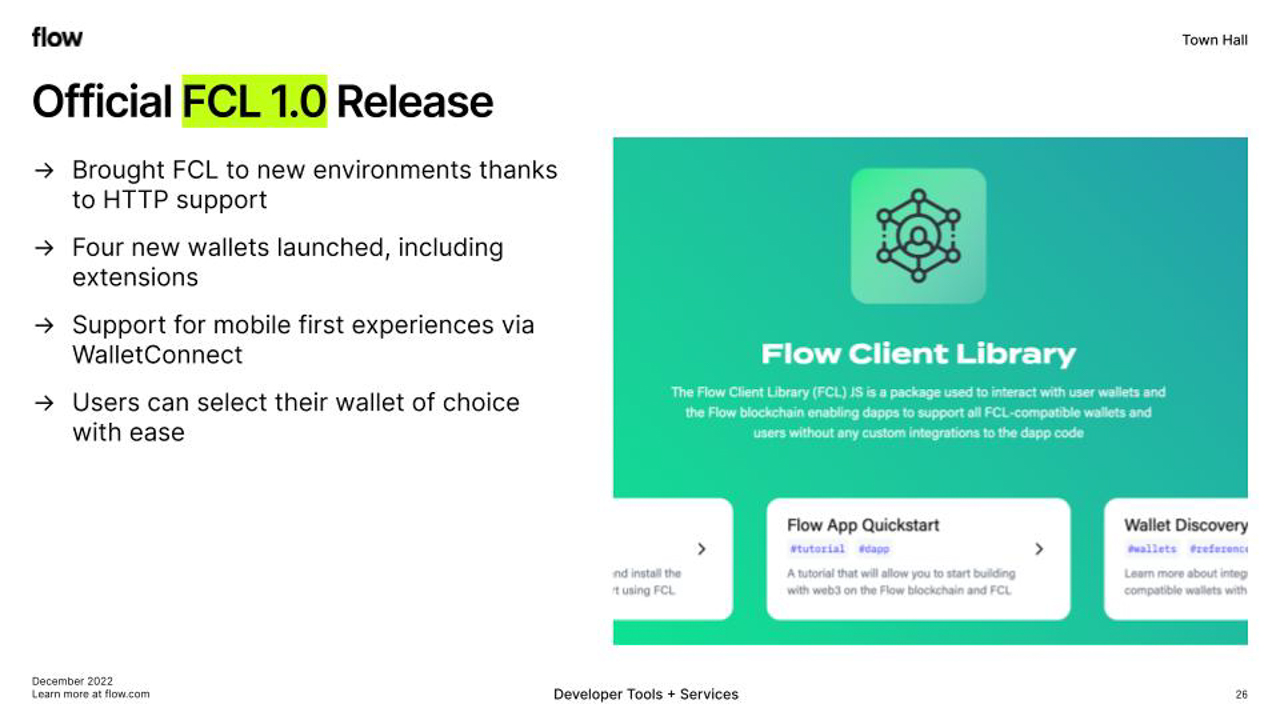 flow
Town Hall
Official FCL 1.0 Release
→ Brought FCL to new environments thanks
to HTTP support
→ Four new wallets launched, including
extensions
→ Support for mobile first experiences via
WalletConnect
→ Users can select their wallet of choice
with ease
Flow Client Library
The Flow Client Library (FCL) JS is a package used to interact with user wallets and
the Flow blockchain enabling dapps to support all FCL-compatible wallets and
users without any custom integrations to the dapp code
nd install the
t using FCL
Flow App Quickstart
#tutorial #dapp
A tutorial that will allow you to start building
with web3 on the Flow blockchain and FCL
Wallet Discovery
#wallets #reference
Learn more about integ
compatible wallets with
December 2022
Learn more at flow.com
Developer Tools + Services
26